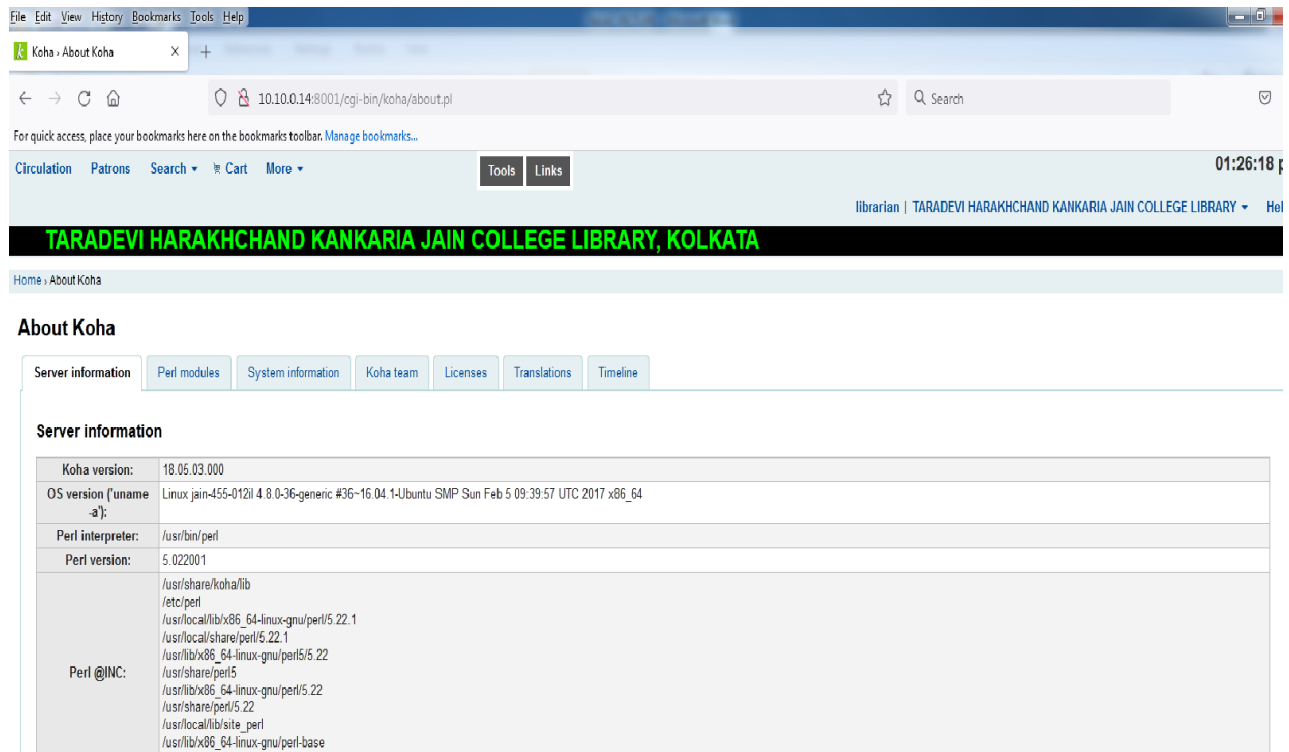 File Edit View History Bookmarks Tools Help
Koha › About Koha
10.10.0.14:8001/cgi-bin/koha/about.pl
Search
For quick access, place your bookmarks here on the bookmarks toolbar. Manage bookmarks...
Circulation Patrons Search Cart More Tools Links 01:26:18 p
librarian | TARADEVI HARAKHCHAND KANKARIA JAIN COLLEGE LIBRARY Hel
TARADEVI HARAKHCHAND KANKARIA JAIN COLLEGE LIBRARY, KOLKATA
Home › About Koha
About Koha
Server information Perl modules System information Koha team Licenses Translations Timeline
Server information
Koha version: 18.05.03.000
OS version ('uname -a'): Linux jain-455-012il 4.8.0-36-generic #36~16.04.1-Ubuntu SMP Sun Feb 5 09:39:57 UTC 2017 x86_64
Perl interpreter: /usr/bin/perl
Perl version: 5.022001
Perl @INC: /usr/share/koha/lib
/etc/perl
/usr/local/lib/x86_64-linux-gnu/perl/5.22.1
/usr/local/share/perl/5.22.1
/usr/lib/x86_64-linux-gnu/perl5/5.22
/usr/share/perl5
/usr/lib/x86_64-linux-gnu/perl/5.22
/usr/share/perl/5.22
/usr/local/lib/site_perl
/usr/lib/x86_64-linux-gnu/perl-base